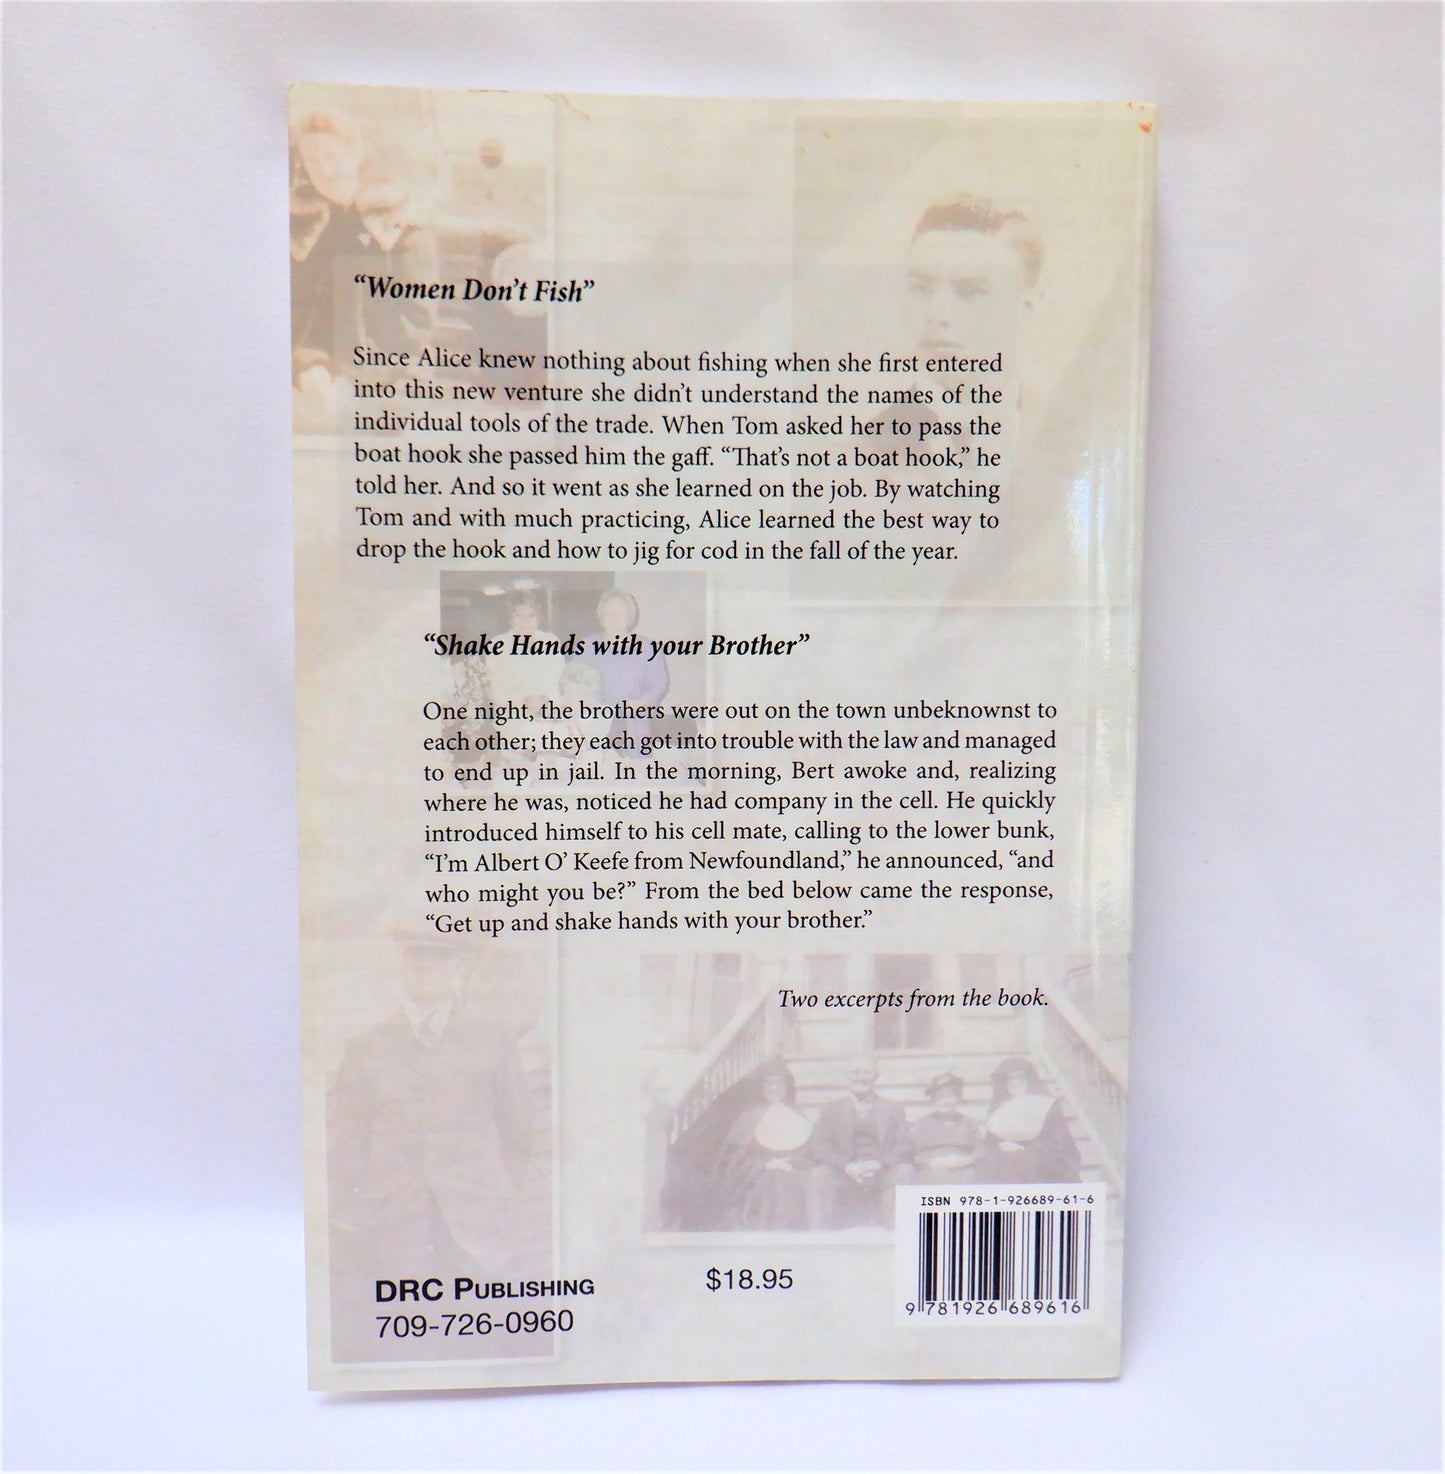 “Women Don’t Fish”
Since Alice knew nothing about fishing when she first entered
into this new venture she didn’t understand the names of the
individual tools of the trade. When Tom asked her to pass the
boat hook she passed him the gaff. “That’s not a boat hook,” he
told her. And so it went as she learned on the job. By watching
Tom and with much practicing, Alice learned the best way to
drop the hook and how to jig for cod in the fall of the year.
“Shake Hands with your Brother”
One night, the brothers were out on the town unbeknownst to
each other; they each got into trouble with the law and managed
to end up in jail. In the morning, Bert awoke and, realizing
where he was, noticed he had company in the cell. He quickly
introduced himself to his cell mate, calling to the lower bunk,
“I’m Albert O’ Keefe from Newfoundland,” he announced, “and
who might you be?” From the bed below came the response,
“Get up and shake hands with your brother.”
Two excerpts from the book.
ISBN 978-1-926689-61-6
9 781926 689616
$18.95
DRC Publishing
709-726-0960